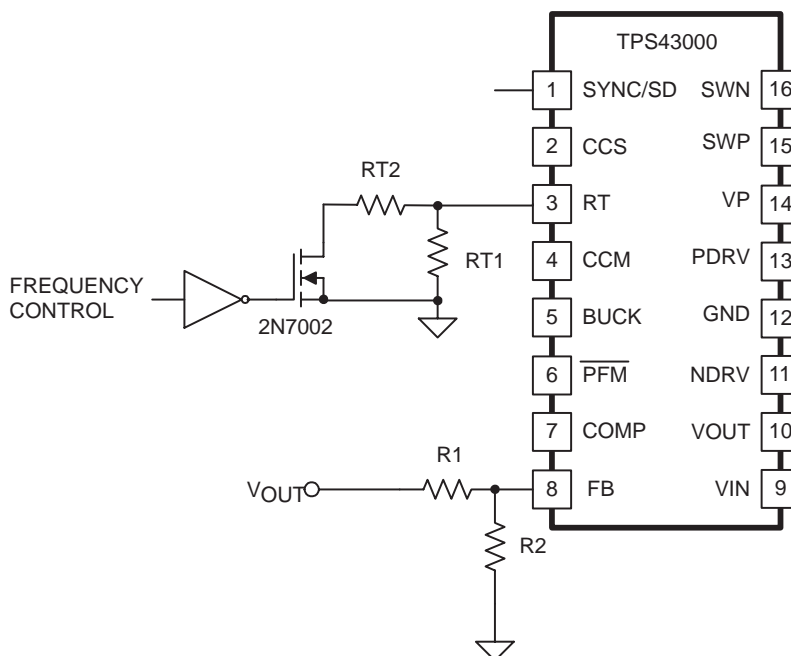 TPS43000
1 SYNC/SD SWN 16
2 CCS SWP 15
RT2
3 RT VP 14
RT1
4 CCM PDRV 13
FREQUENCY
CONTROL
2N7002
5 BUCK GND 12
6 PFM NDRV 11
7 COMP VOUT 10
R1
VOUT
8 FB VIN 9
R2